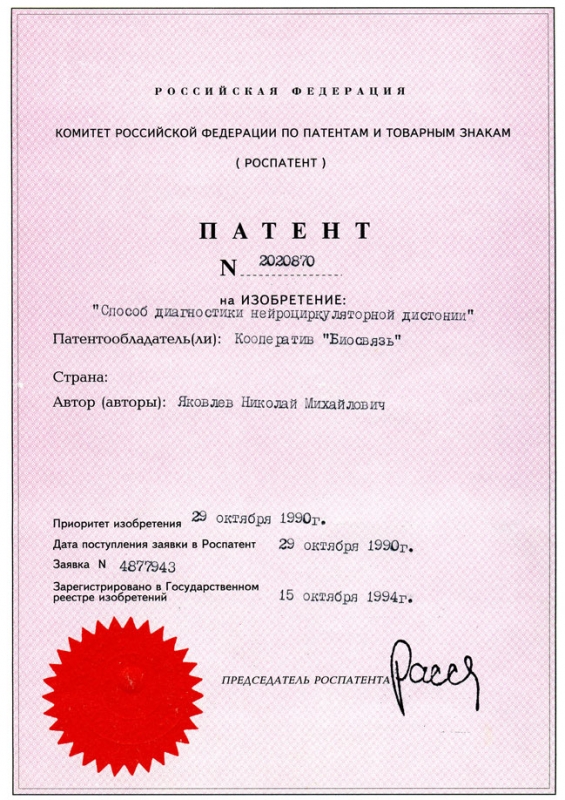 РОССИЙСКАЯ ФЕДЕРАЦИЯ
КОМИТЕТ РОССИЙСКОЙ ФЕДЕРАЦИИ ПО ПАТЕНТАМ И ТОВАРНЫМ ЗНАКАМ
( РОСПАТЕНТ )
ПАТЕНТ
N 2020870
на ИЗОБРЕТЕНИЕ:
"Способ диагностики нейроциркуляторной дистонии"
Патентообладатель(ли): Кооператив "Биосвязь"
Страна:
Автор (авторы): Яковлев Николай Михайлович
Приоритет изобретения 29 октября 1990г.
Дата поступления заявки в Роспатент 29 октября 1990г.
Заявка N 4877943
Зарегистрировано в Государственном
реестре изобретений 15 октября 1994г.
ПРЕДСЕДАТЕЛЬ РОСПАТЕНТА